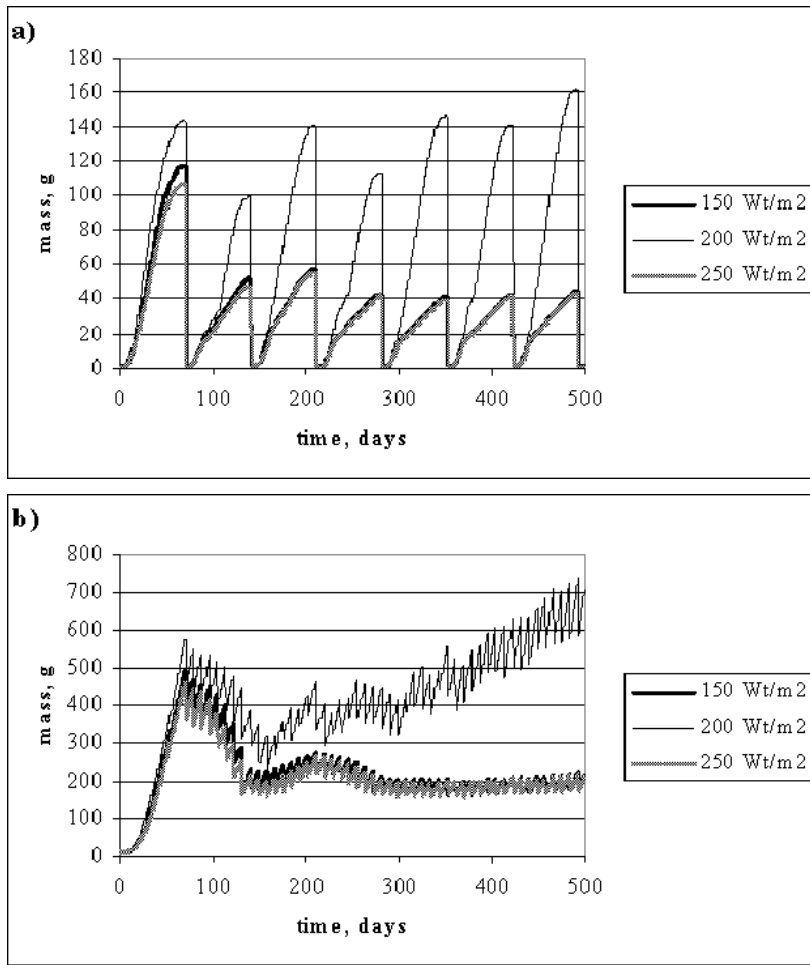 a)
180
160
140
120
100
80
60
40
20
0
mass, g
0 100 200 300 400 500
time, days
150 Wt/m2
200 Wt/m2
250 Wt/m2
b)
800
700
600
500
400
300
200
100
0
mass, g
0 100 200 300 400 500
time, days
150 Wt/m2
200 Wt/m2
250 Wt/m2